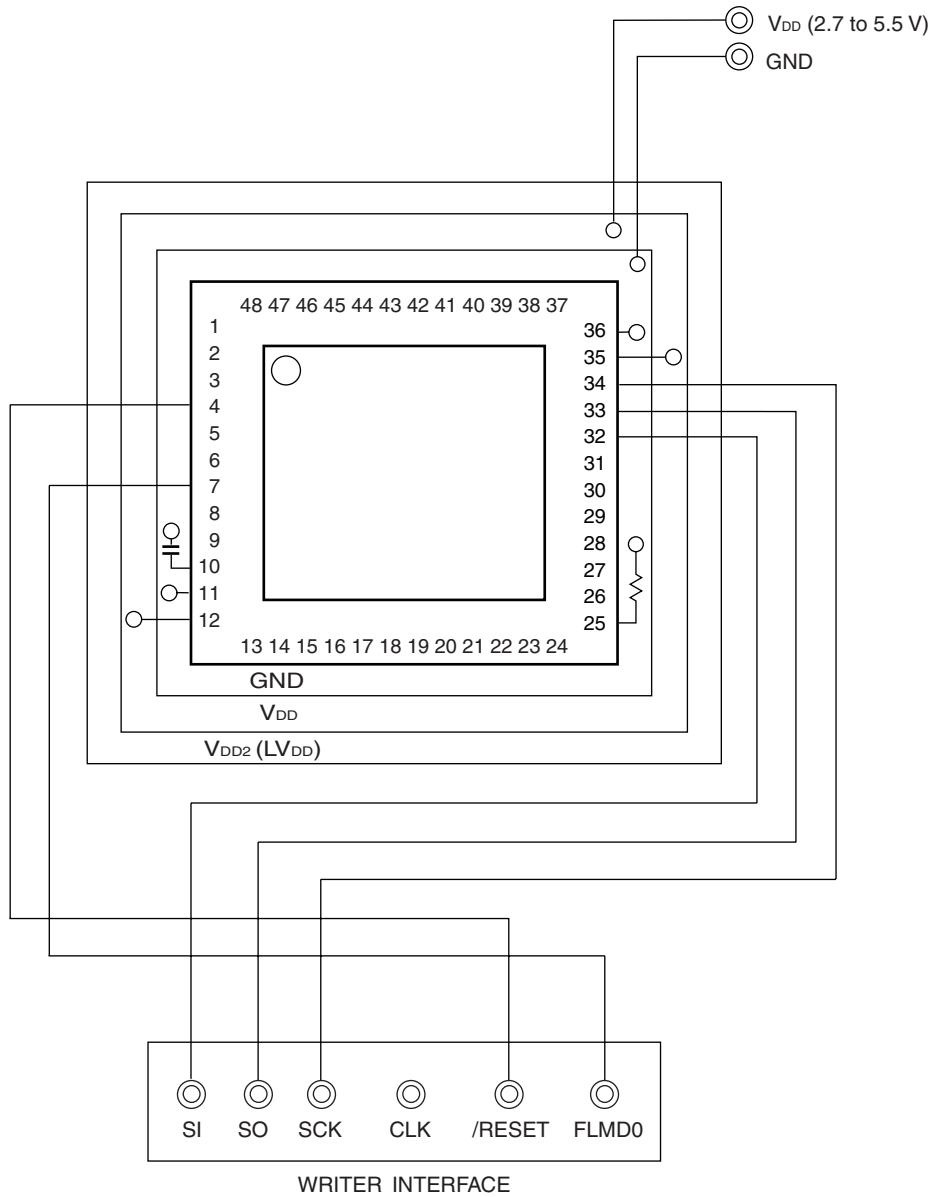 VDD (2.7 to 5.5 V)
GND
48 47 46 45 44 43 42 41 40 39 38 37
1
2
3
4
5
6
7
8
9
10
11
12
36
35
34
33
32
31
30
29
28
27
26
25
13 14 15 16 17 18 19 20 21 22 23 24
GND
VDD
VDD2 (LVDD)
SI SO SCK CLK /RESET FLMD0
WRITER INTERFACE